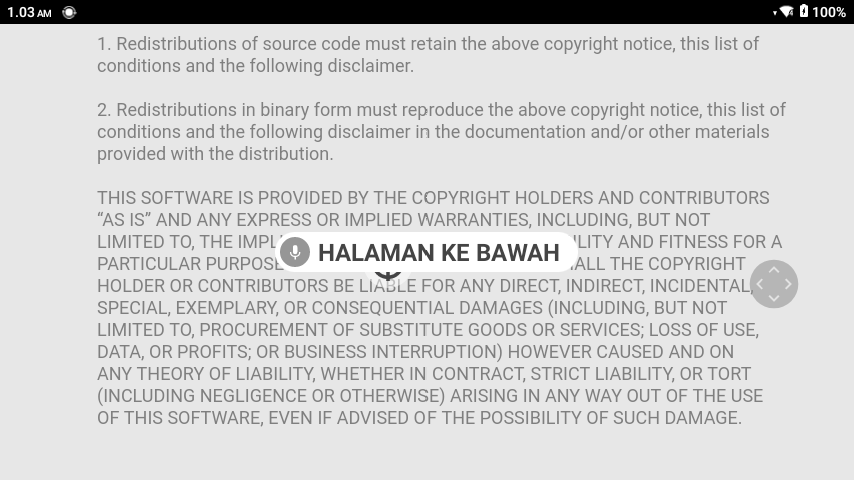 1.03 AM
100%
1. Redistributions of source code must retain the above copyright notice, this list of
conditions and the following disclaimer.
2. Redistributions in binary form must reproduce the above copyright notice, this list of
conditions and the following disclaimer in the documentation and/or other materials
provided with the distribution.
THIS SOFTWARE IS PROVIDED BY THE COPYRIGHT HOLDERS AND CONTRIBUTORS
“AS IS” AND ANY EXPRESS OR IMPLIED WARRANTIES, INCLUDING, BUT NOT
LIMITED TO, THE AND FITNESS FOR A
HALAMAN KE BAWAH
PARTICULAR PURPOSE THE COPYRIGHT
HOLDER OR CONTRIBUTORS BE LIABLE FOR ANY DIRECT, INDIRECT, INCIDENTAL,
SPECIAL, EXEMPLARY, OR CONSEQUENTIAL DAMAGES (INCLUDING, BUT NOT
LIMITED TO, PROCUREMENT OF SUBSTITUTE GOODS OR SERVICES; LOSS OF USE,
DATA, OR PROFITS; OR BUSINESS INTERRUPTION) HOWEVER CAUSED AND ON
ANY THEORY OF LIABILITY, WHETHER IN CONTRACT, STRICT LIABILITY, OR TORT
(INCLUDING NEGLIGENCE OR OTHERWISE) ARISING IN ANY WAY OUT OF THE USE
OF THIS SOFTWARE, EVEN IF ADVISED OF THE POSSIBILITY OF SUCH DAMAGE.